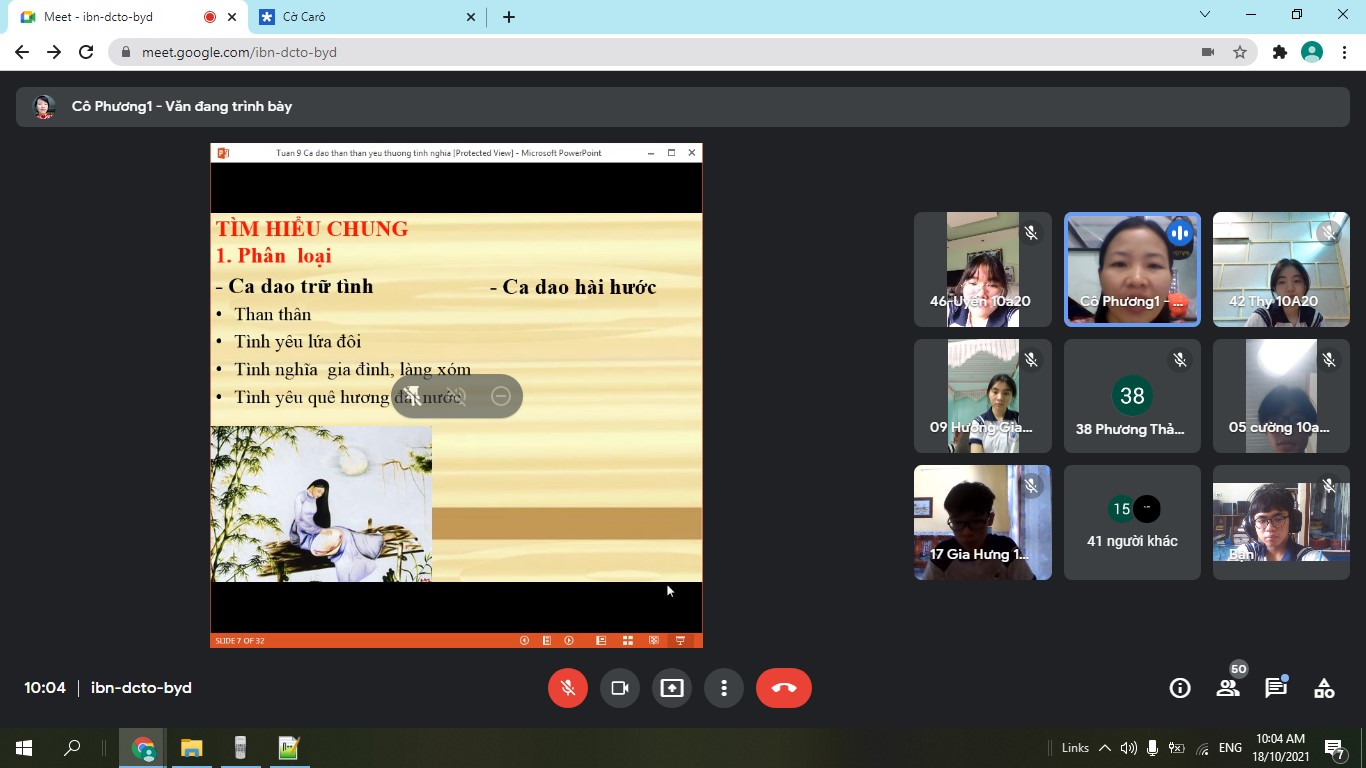 Meet - ibn-dcto-byd
Cờ Carô
meet.google.com/ibn-dcto-byd
Cô Phương1 - Văn đang trình bày
Tuan 9 Ca dao than than yeu thuong tinh nghia [Protected View] - Microsoft PowerPoint
TÌM HIỂU CHUNG
1. Phân loại
- Ca dao trữ tình
- Ca dao hài hước
• Than thân
• Tình yêu lứa đôi
• Tình nghĩa gia đình, làng xóm
• Tình yêu quê hương đất nước
SLIDE 7 OF 32
46-Uyên 10a20
Cô Phương1 - ...
42 Thy 10A20
09 Hương Gia...
38
38 Phương Thả...
05 cường 10a...
17 Gia Hưng 1...
15
41 người khác
Bạn
10:04 | ibn-dcto-byd
50
Links
ENG
10:04 AM
18/10/2021
7